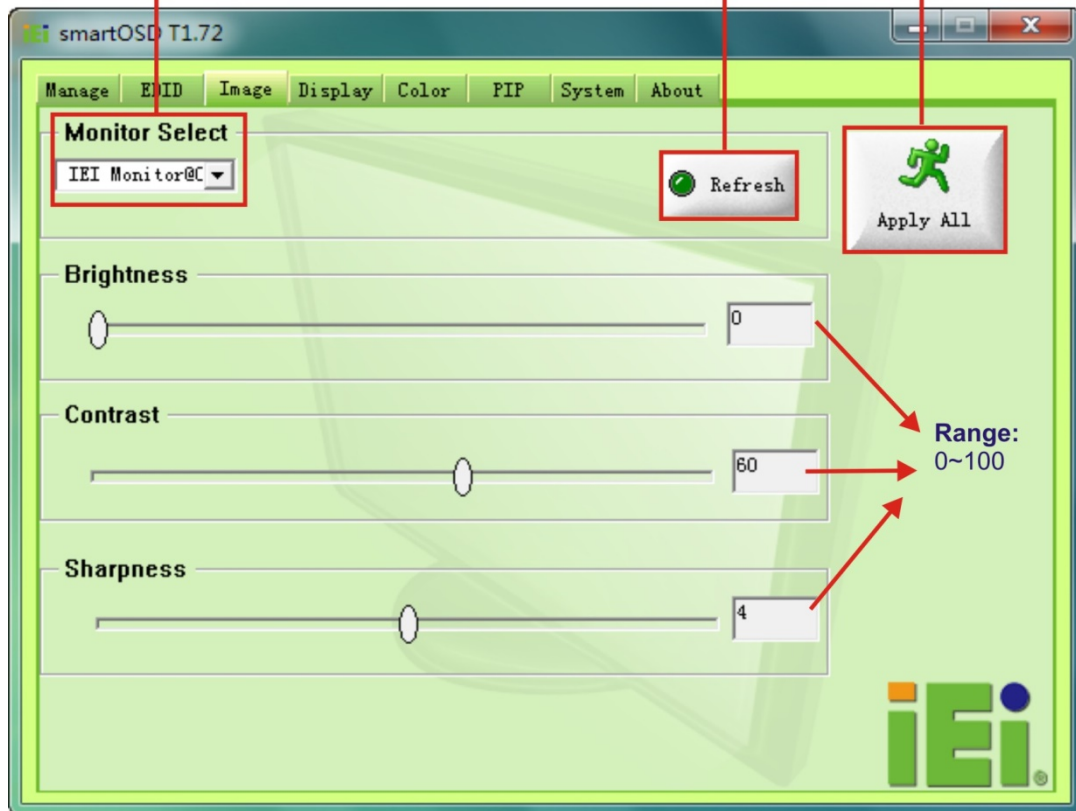 smartOSD T1.72
Manage EDID Image Display Color PIP System About
Monitor Select
IEI Monitor@C
Refresh
Apply All
Brightness
0
Contrast
60
Range:
0~100
Sharpness
4
iEi
®